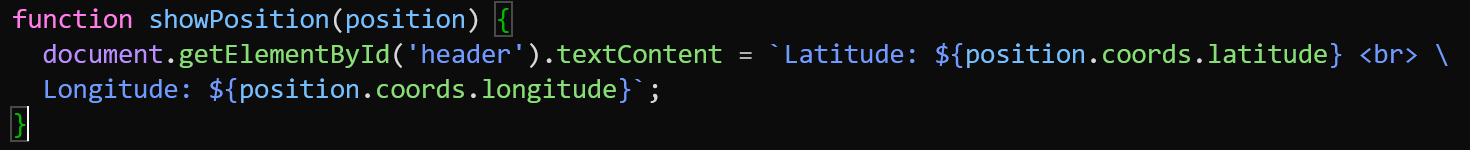 function showPosition(position) {
  document.getElementById('header').textContent = `Latitude: ${position.coords.latitude} <br> \
  Longitude: ${position.coords.longitude}`;
}